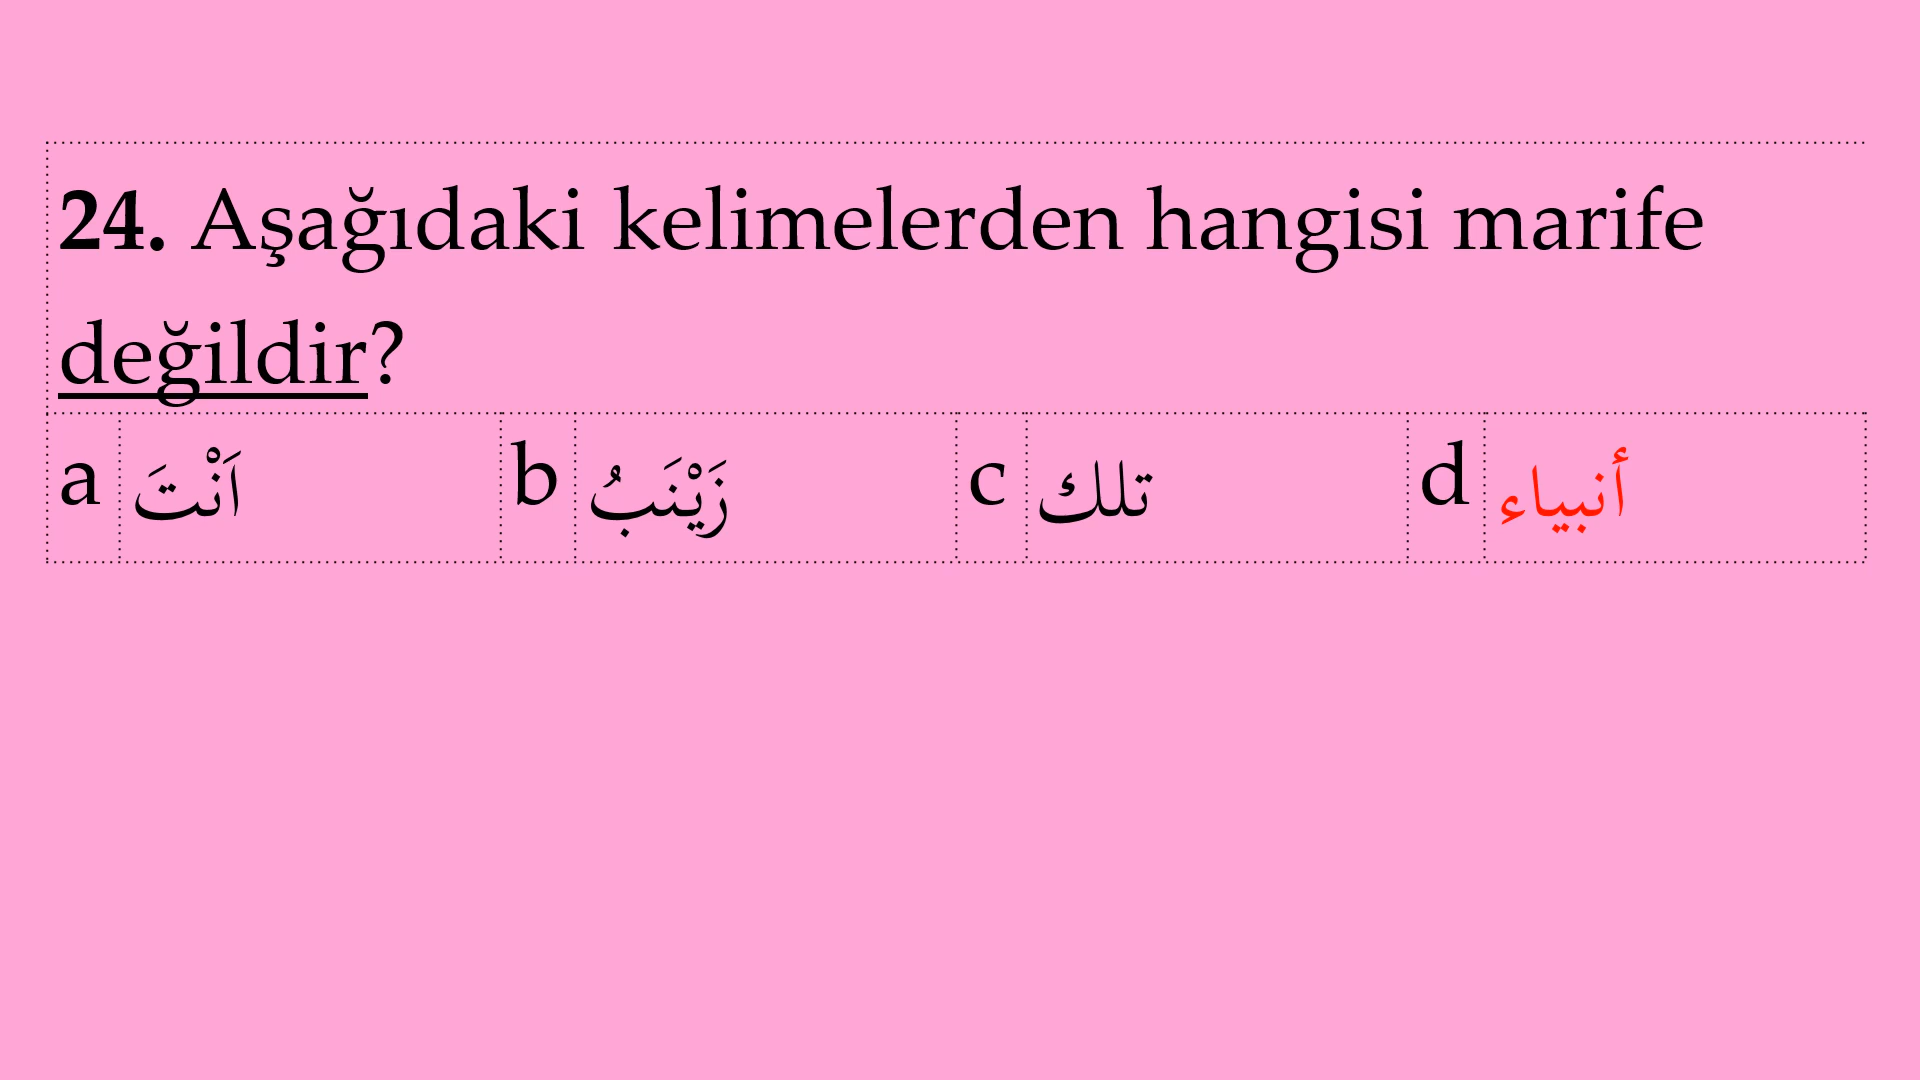 24. Aşağıdaki kelimelerden hangisi marife
değildir?
a اَنْتَ b زَيْنَبُ c تلك d أنبياء